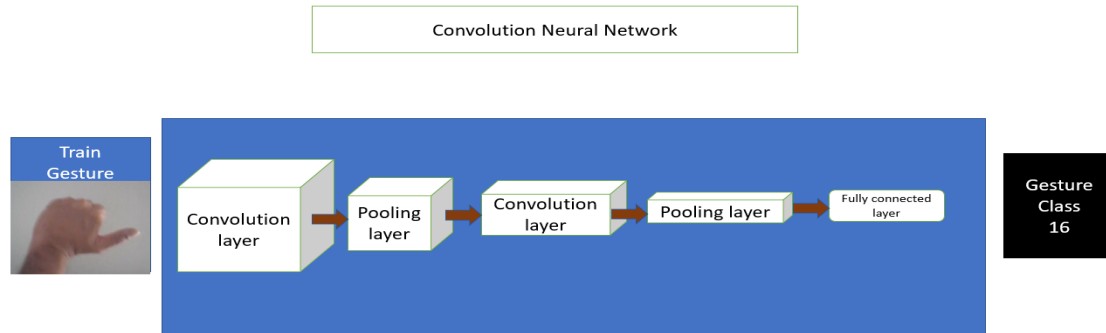 Convolution Neural Network
Train
Gesture
Convolution
layer
Pooling
layer
Convolution
layer
Pooling layer
Fully connected
layer
Gesture
Class
16